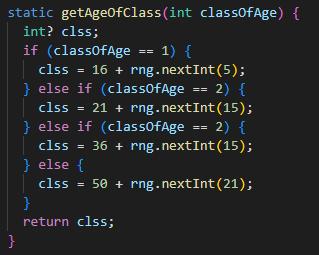 static getAgeOfClass(int classOfAge) {
  int? clss;
  if (classOfAge == 1) {
    clss = 16 + rng.nextInt(5);
  } else if (classOfAge == 2) {
    clss = 21 + rng.nextInt(15);
  } else if (classOfAge == 2) {
    clss = 36 + rng.nextInt(15);
  } else {
    clss = 50 + rng.nextInt(21);
  }
  return clss;
}